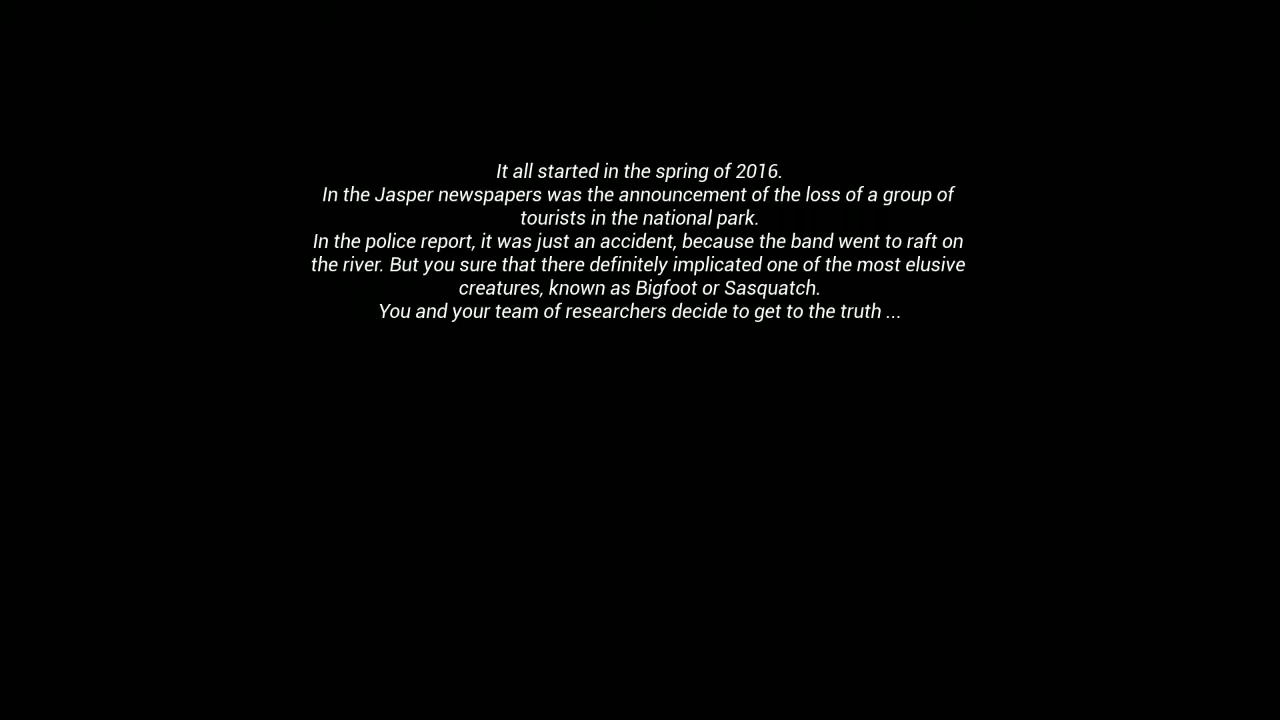 It all started in the spring of 2016.
In the Jasper newspapers was the announcement of the loss of a group of
tourists in the national park.
In the police report, it was just an accident, because the band went to raft on
the river. But you sure that there definitely implicated one of the most elusive
creatures, known as Bigfoot or Sasquatch.
You and your team of researchers decide to get to the truth ...